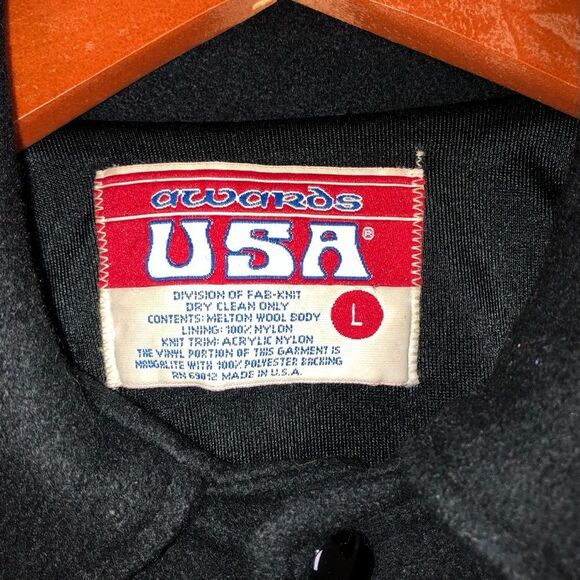 awards
USA®
DIVISION OF FAB-KNIT
DRY CLEAN ONLY
CONTENTS: MELTON WOOL BODY
LINING: 100% NYLON
KNIT TRIM: ACRYLIC NYLON
THE VINYL PORTION OF THIS GARMENT IS
NAUGALITE WITH 100% POLYESTER BACKING
RN 69012 MADE IN U.S.A.
L